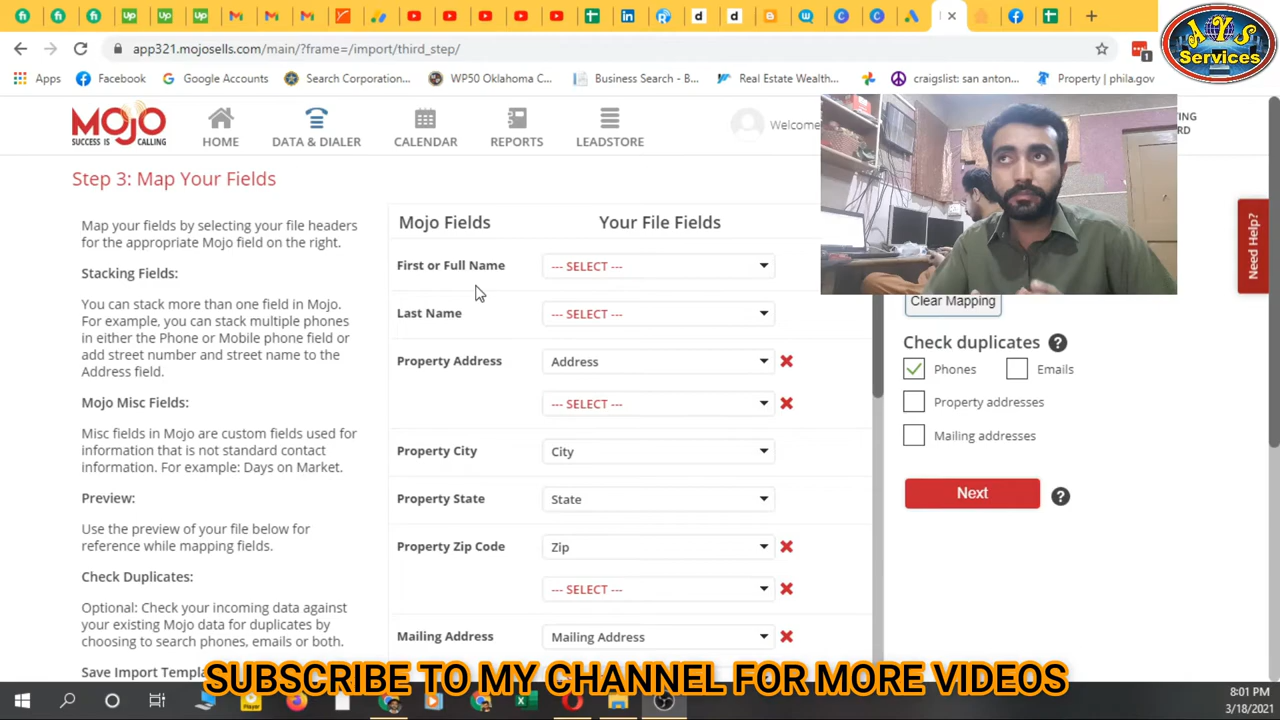 app321.mojosells.com/main/?frame=/import/third_step/
Apps
Facebook
Google Accounts
Search Corporation...
WP50 Oklahoma C...
Business Search - B...
Real Estate Wealth...
craigslist: san anton...
Property | phila.gov
AYS
Services
MOJO
SUCCESS IS CALLING
HOME
DATA & DIALER
CALENDAR
REPORTS
LEADSTORE
Welcome
Step 3: Map Your Fields
Map your fields by selecting your file headers
for the appropriate Mojo field on the right.
Stacking Fields:
You can stack more than one field in Mojo.
For example, you can stack multiple phones
in either the Phone or Mobile phone field or
add street number and street name to the
Address field.
Mojo Misc Fields:
Misc fields in Mojo are custom fields used for
information that is not standard contact
information. For example: Days on Market.
Preview:
Use the preview of your file below for
reference while mapping fields.
Check Duplicates:
Optional: Check your incoming data against
your existing Mojo data for duplicates by
choosing to search phones, emails or both.
Save Import Templa
Mojo Fields
Your File Fields
First or Full Name
--- SELECT ---
Last Name
--- SELECT ---
Property Address
Address
--- SELECT ---
Property City
City
Property State
State
Property Zip Code
Zip
--- SELECT ---
Mailing Address
Mailing Address
Clear Mapping
Check duplicates ?
Phones
Emails
Property addresses
Mailing addresses
Next
?
Need Help?
SUBSCRIBE TO MY CHANNEL FOR MORE VIDEOS
8:01 PM
3/18/2021